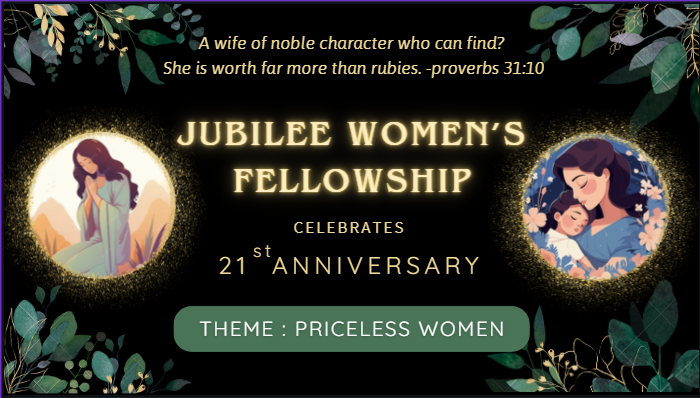 A wife of noble character who can find?
She is worth far more than rubies. -proverbs 31:10
JUBILEE WOMEN'S
FELLOWSHIP
CELEBRATES
21st ANNIVERSARY
THEME : PRICELESS WOMEN